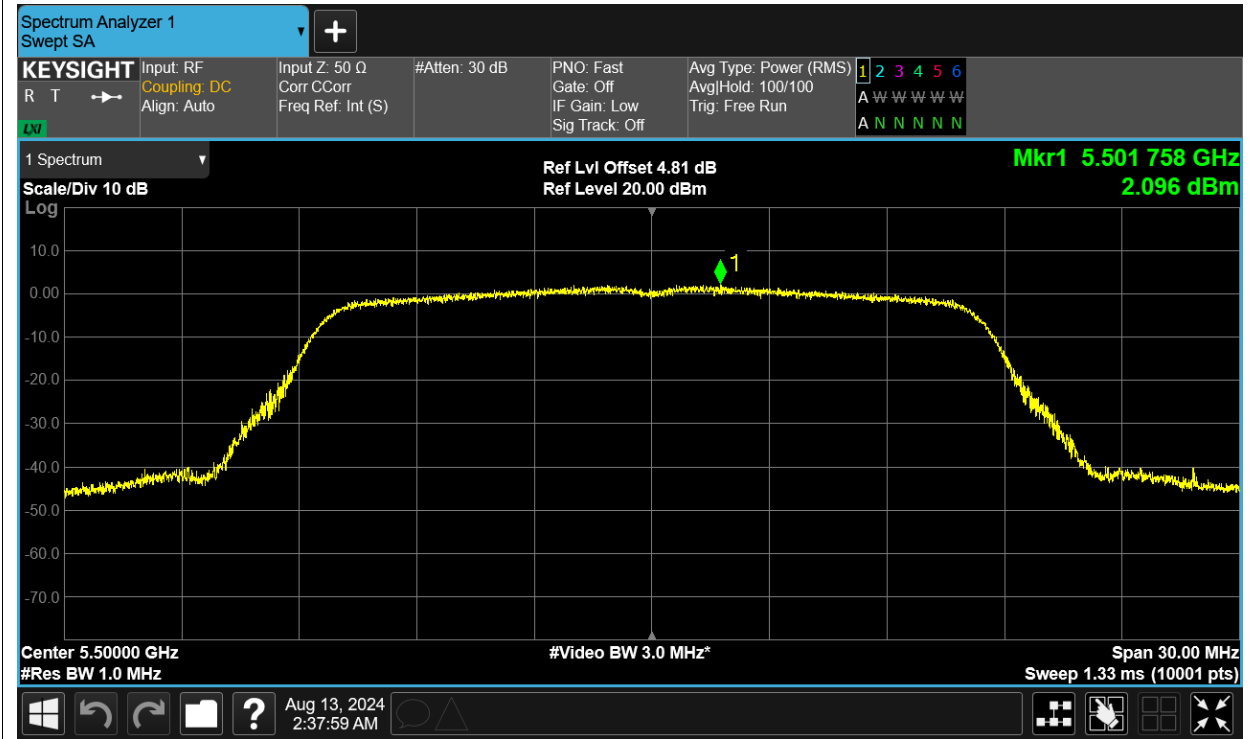 Spectrum Analyzer 1
Swept SA
KEYSIGHT
R T
LXI
Input: RF
Coupling: DC
Align: Auto
Input Z: 50 Ω
Corr CCorr
Freq Ref: Int (S)
#Atten: 30 dB
PNO: Fast
Gate: Off
IF Gain: Low
Sig Track: Off
Avg Type: Power (RMS)
Avg|Hold: 100/100
Trig: Free Run
1 2 3 4 5 6
A W W W W W
A N N N N N
1 Spectrum
Scale/Div 10 dB
Log
Ref Lvl Offset 4.81 dB
Ref Level 20.00 dBm
Mkr1 5.501 758 GHz
2.096 dBm
1
10.0
0.00
-10.0
-20.0
-30.0
-40.0
-50.0
-60.0
-70.0
Center 5.50000 GHz
#Res BW 1.0 MHz
#Video BW 3.0 MHz*
Span 30.00 MHz
Sweep 1.33 ms (10001 pts)
?
Aug 13, 2024
2:37:59 AM